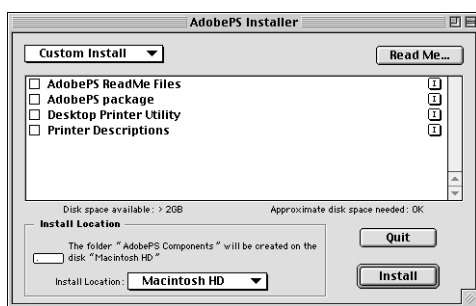 AdobePS Installer
Custom Install
Read Me...
AdobePS ReadMe Files
AdobePS package
Desktop Printer Utility
Printer Descriptions
Disk space available: > 2GB Approximate disk space needed: 0K
Install Location
The folder "AdobePS Components" will be created on the
disk "Macintosh HD"
Install Location: Macintosh HD
Quit
Install